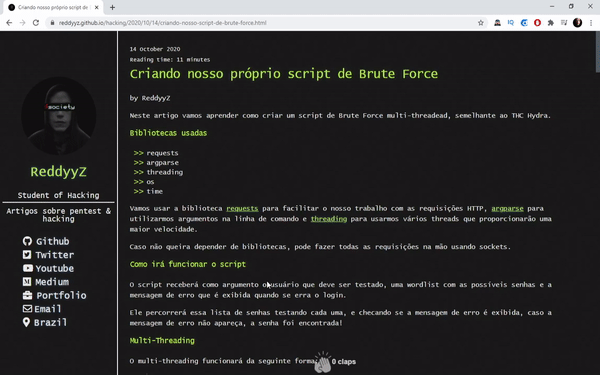 Criando nosso próprio script de
reddyyz.github.io/hacking/2020/10/14/criando-nosso-script-de-brute-force.html
14 October 2020
Reading time: 11 minutes
Criando nosso próprio script de Brute Force
by ReddyyZ
Neste artigo vamos aprender como criar um script de Brute Force multi-threadead, semelhante ao THC Hydra.
Bibliotecas usadas
>> requests
>> argparse
>> threading
>> os
>> time
Vamos usar a biblioteca requests para facilitar o nosso trabalho com as requisições HTTP, argparse para
utilizarmos argumentos na linha de comando e threading para usarmos vários threads que proporcionarão uma
maior velocidade.
Caso não queira depender de bibliotecas, pode fazer todas as requisições na mão usando sockets.
Como irá funcionar o script
O script receberá como argumento o usuário que deve ser testado, uma wordlist com as possíveis senhas e a
mensagem de erro que é exibida quando se erra o login.
Ele percorrerá essa lista de senhas testando cada uma, e checando se a mensagem de erro é exibida, caso a
mensagem de erro não apareça, a senha foi encontrada!
Multi-Threading
O multi-threading funcionará da seguinte forma:
0 claps
society
ReddyyZ
Student of Hacking
Artigos sobre pentest &
hacking
Github
Twitter
Youtube
Medium
Portfolio
Email
Brazil